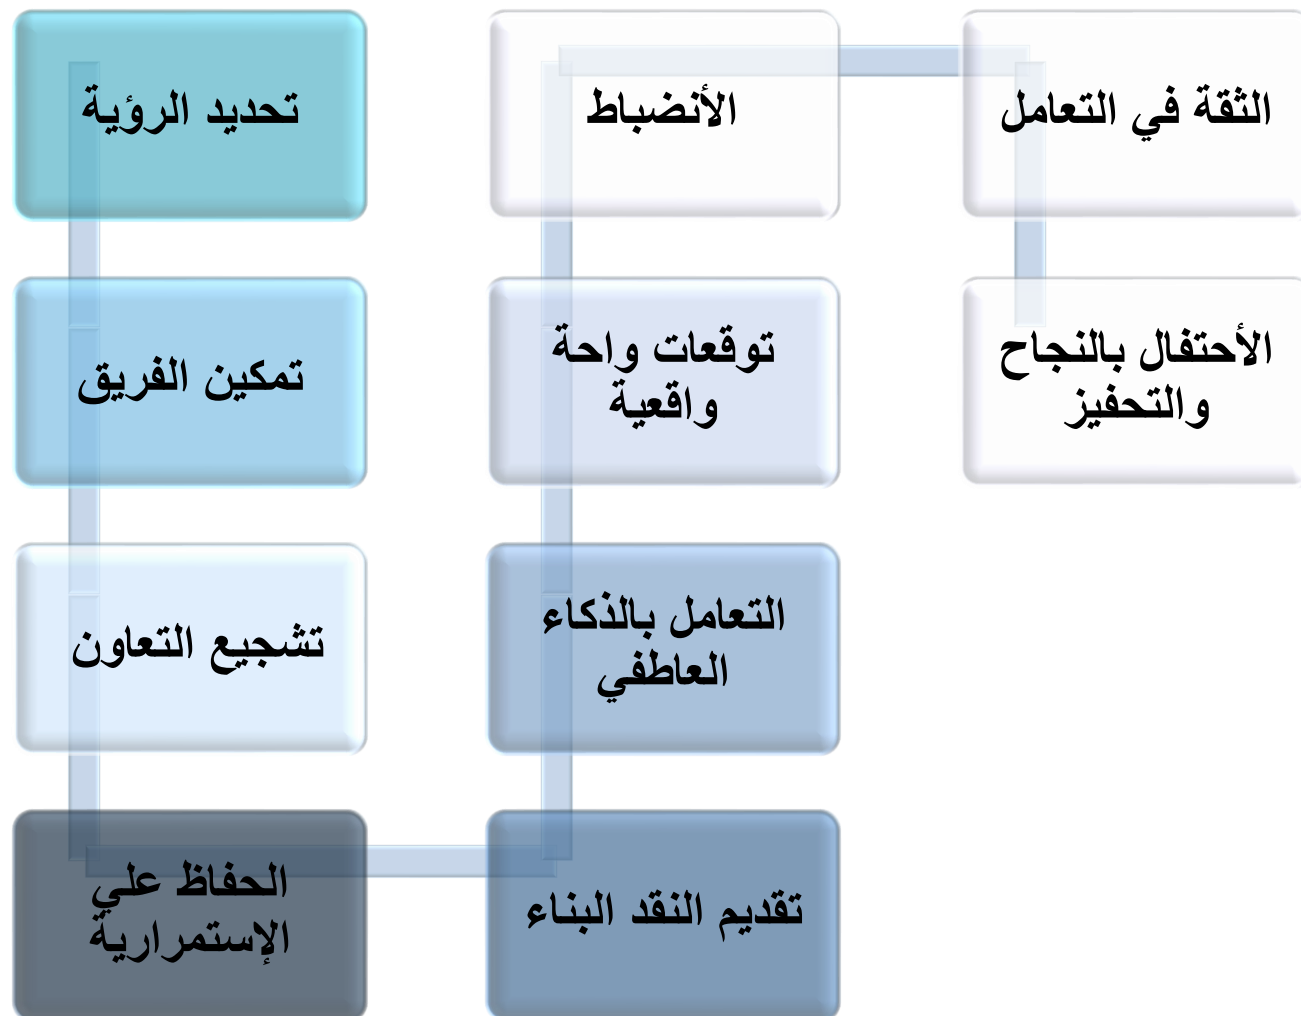 تحديد الرؤية
تمكين الفريق
تشجيع التعاون
الحفاظ علي
الإستمرارية
تقديم النقد البناء
التعامل بالذكاء
العاطفي
توقعات واحة
واقعية
الأنضباط
الثقة في التعامل
الأحتفال بالنجاح
والتحفيز